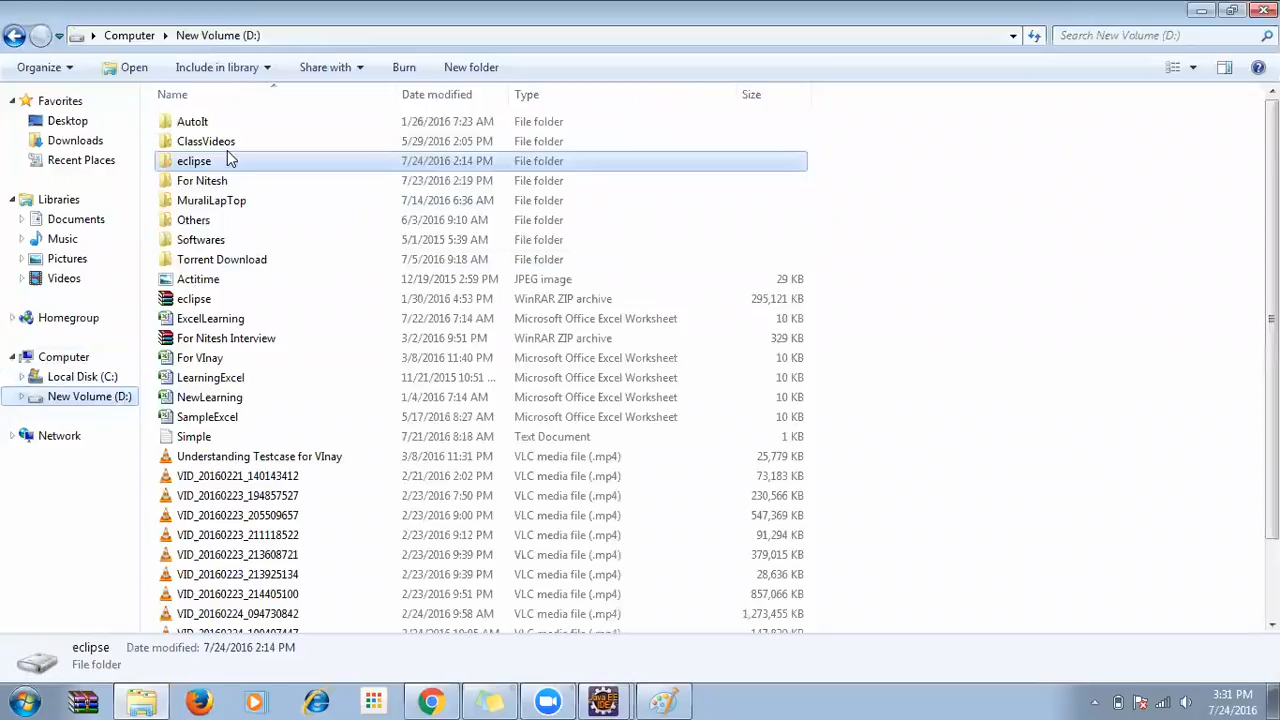 Computer New Volume (D:) Search New Volume (D:)
Organize Open Include in library Share with Burn New folder
Favorites
Desktop
Downloads
Recent Places
Libraries
Documents
Music
Pictures
Videos
Homegroup
Computer
Local Disk (C:)
New Volume (D:)
Network
Name Date modified Type Size
AutoIt 1/26/2016 7:23 AM File folder
ClassVideos 5/29/2016 2:05 PM File folder
eclipse 7/24/2016 2:14 PM File folder
For Nitesh 7/23/2016 2:19 PM File folder
MuraliLapTop 7/14/2016 6:36 AM File folder
Others 6/3/2016 9:10 AM File folder
Softwares 5/1/2015 5:39 AM File folder
Torrent Download 7/5/2016 9:18 AM File folder
Actitime 12/19/2015 2:59 PM JPEG image 29 KB
eclipse 1/30/2016 4:53 PM WinRAR ZIP archive 295,121 KB
ExcelLearning 7/22/2016 7:14 AM Microsoft Office Excel Worksheet 10 KB
For Nitesh Interview 3/2/2016 9:51 PM WinRAR ZIP archive 329 KB
For VInay 3/8/2016 11:40 PM Microsoft Office Excel Worksheet 10 KB
LearningExcel 11/21/2015 10:51 ... Microsoft Office Excel Worksheet 10 KB
NewLearning 1/4/2016 7:14 AM Microsoft Office Excel Worksheet 10 KB
SampleExcel 5/17/2016 8:27 AM Microsoft Office Excel Worksheet 10 KB
Simple 7/21/2016 8:18 AM Text Document 1 KB
Understanding Testcase for VInay 3/8/2016 11:31 PM VLC media file (.mp4) 25,779 KB
VID_20160221_140143412 2/21/2016 2:02 PM VLC media file (.mp4) 73,183 KB
VID_20160223_194857527 2/23/2016 7:50 PM VLC media file (.mp4) 230,566 KB
VID_20160223_205509657 2/23/2016 9:00 PM VLC media file (.mp4) 547,369 KB
VID_20160223_211118522 2/23/2016 9:12 PM VLC media file (.mp4) 91,294 KB
VID_20160223_213608721 2/23/2016 9:39 PM VLC media file (.mp4) 379,015 KB
VID_20160223_213925134 2/23/2016 9:39 PM VLC media file (.mp4) 28,636 KB
VID_20160223_214405100 2/23/2016 9:51 PM VLC media file (.mp4) 857,066 KB
VID_20160224_094730842 2/24/2016 9:58 AM VLC media file (.mp4) 1,273,455 KB
eclipse Date modified: 7/24/2016 2:14 PM
File folder
Java EE
IDE
3:31 PM
7/24/2016